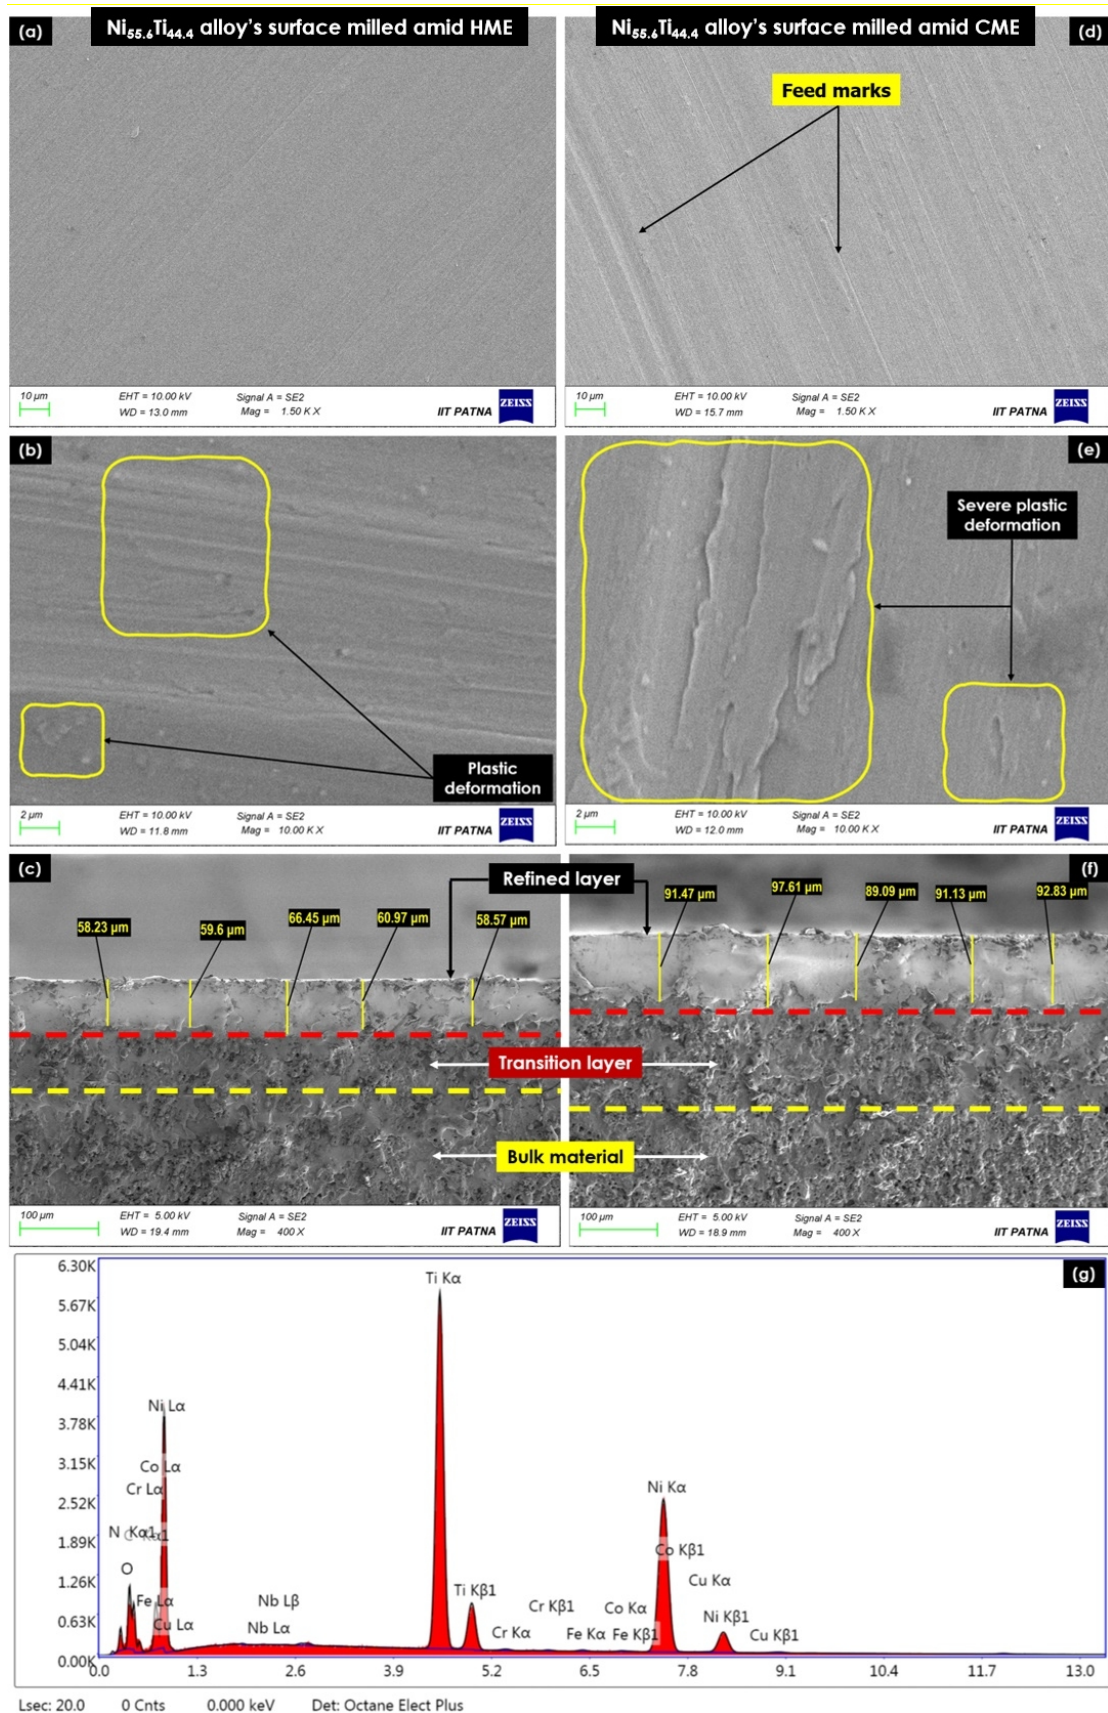 (a)
Ni55.6Ti44.4 alloy's surface milled amid HME
Ni55.6Ti44.4 alloy's surface milled amid CME
(d)
Feed marks
10 µm
EHT = 10.00 kV
Signal A = SE2
WD = 13.0 mm
Mag = 1.50 K X
IIT PATNA
ZEISS
10 µm
EHT = 10.00 kV
Signal A = SE2
WD = 15.7 mm
Mag = 1.50 K X
IIT PATNA
ZEISS
(b)
Plastic
deformation
2 µm
EHT = 10.00 kV
Signal A = SE2
WD = 11.8 mm
Mag = 10.00 K X
IIT PATNA
ZEISS
(e)
Severe plastic
deformation
2 µm
EHT = 10.00 kV
Signal A = SE2
WD = 12.0 mm
Mag = 10.00 K X
IIT PATNA
ZEISS
(c)
Refined layer
(f)
58.23 µm
59.6 µm
66.45 µm
60.97 µm
58.57 µm
91.47 µm
97.61 µm
89.09 µm
91.13 µm
92.83 µm
Transition layer
Bulk material
100 µm
EHT = 5.00 kV
Signal A = SE2
WD = 19.4 mm
Mag = 400 X
IIT PATNA
ZEISS
100 µm
EHT = 5.00 kV
Signal A = SE2
WD = 18.9 mm
Mag = 400 X
IIT PATNA
ZEISS
(g)
6.30K
5.67K
5.04K
4.41K
3.78K
3.15K
2.52K
1.89K
1.26K
0.63K
0.00K
Ti Kα
Ni Lα
Co Lα
Cr Lα
N Kα1
O
Fe Lα
Cu Lα
Nb Lβ
Nb Lα
Ti Kβ1
Cr Kβ1
Cr Kα
Co Kα
Fe Kα
Fe Kβ1
Ni Kα
Co Kβ1
Cu Kα
Ni Kβ1
Cu Kβ1
0.0
1.3
2.6
3.9
5.2
6.5
7.8
9.1
10.4
11.7
13.0
Lsec: 20.0
0 Cnts
0.000 keV
Det: Octane Elect Plus